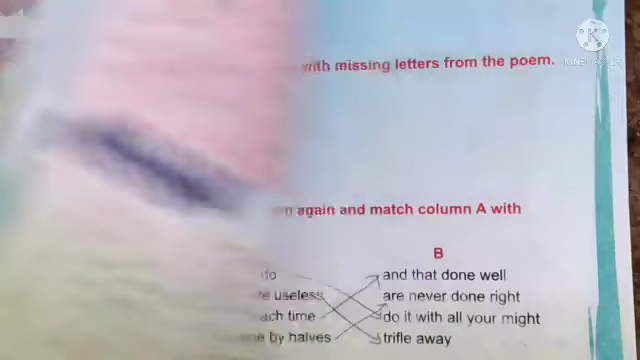 with missing letters from the poem.
again and match column A with
B
do and that done well
useless are never done right
time do it with all your might
by halves trifle away